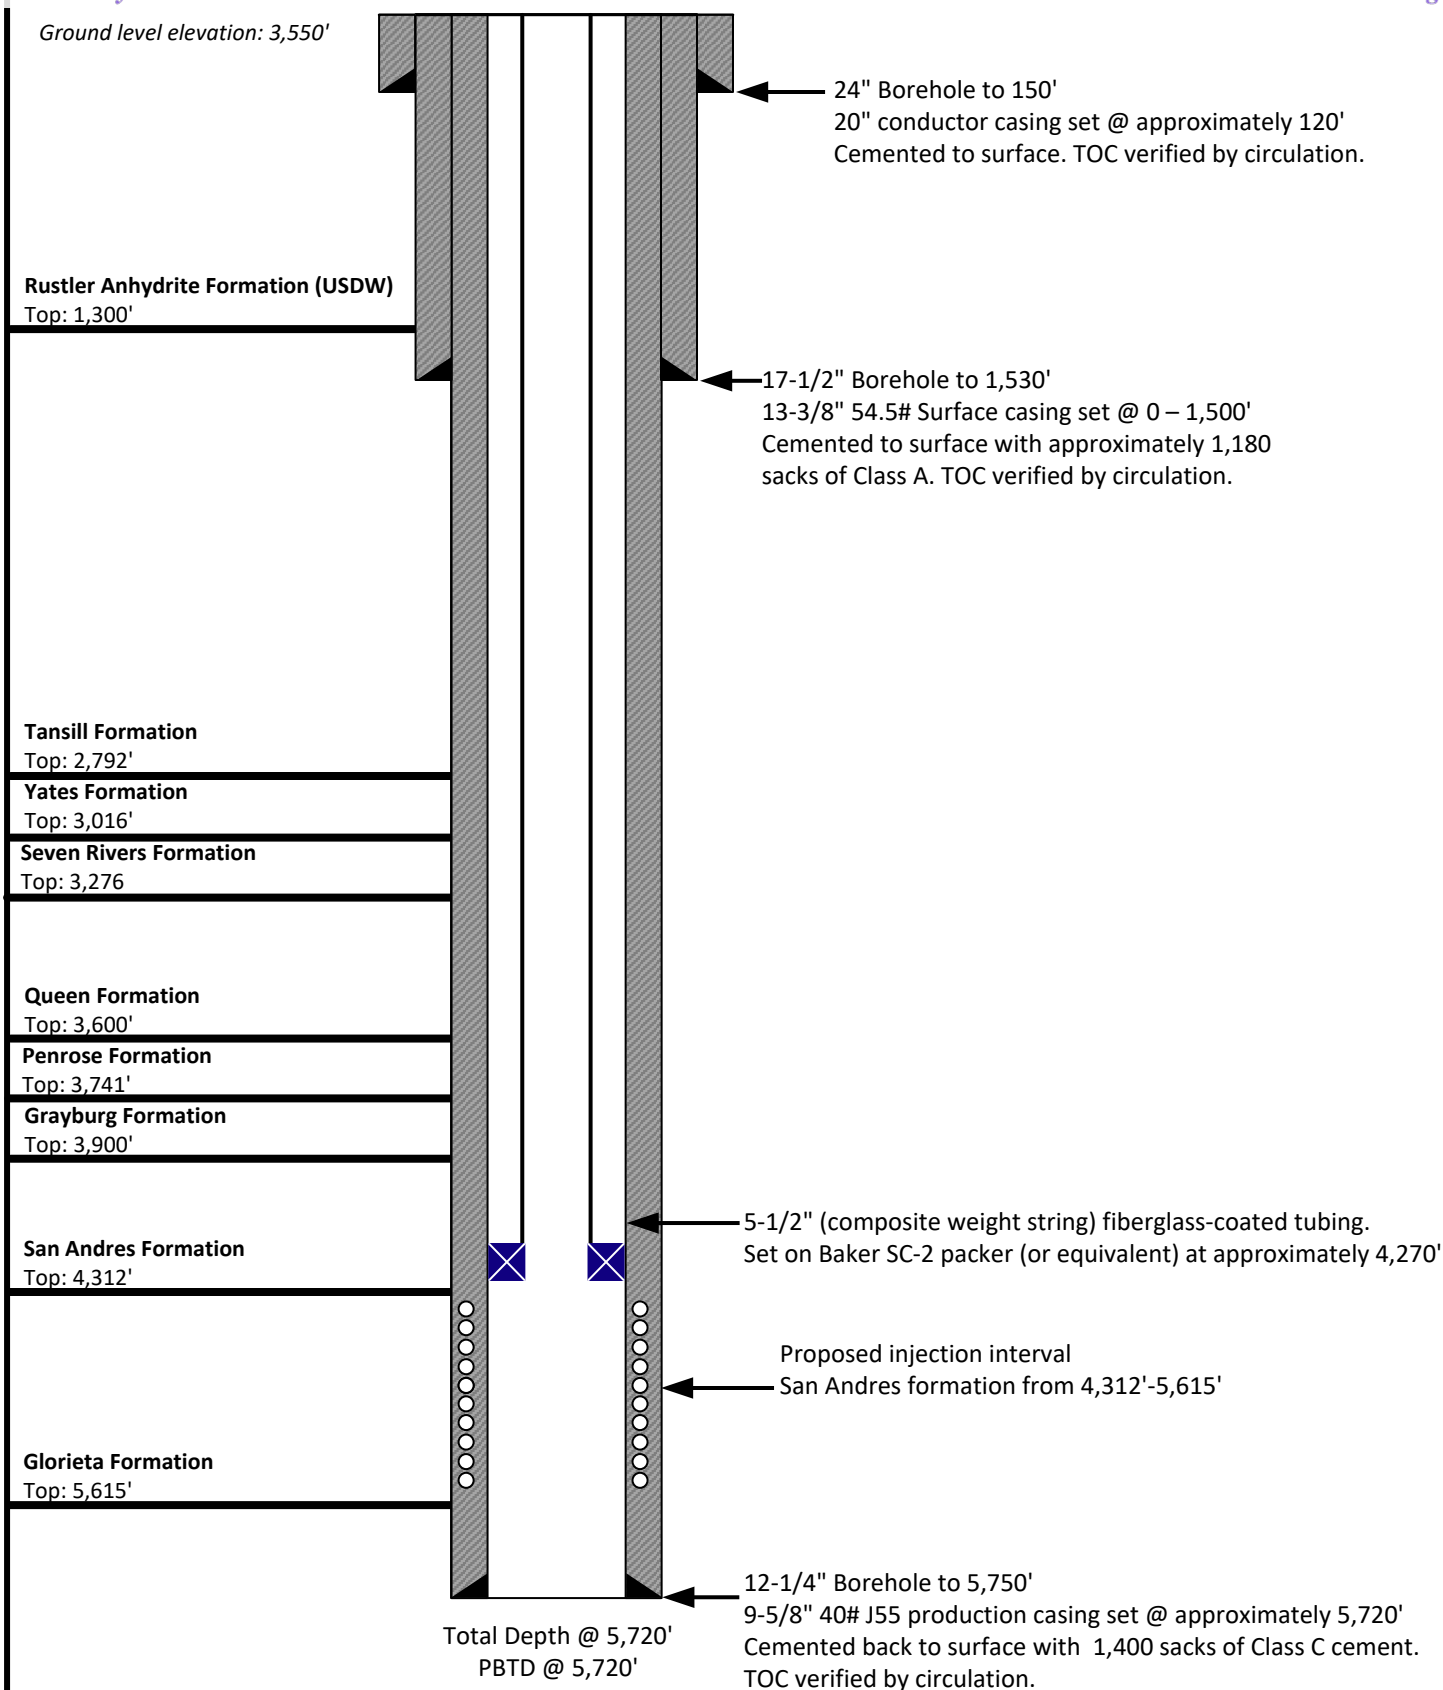 Ground level elevation: 3,550'
24" Borehole to 150'
20" conductor casing set @ approximately 120'
Cemented to surface. TOC verified by circulation.
Rustler Anhydrite Formation (USDW)
Top: 1,300'
17-1/2" Borehole to 1,530'
13-3/8" 54.5# Surface casing set @ 0 – 1,500'
Cemented to surface with approximately 1,180
sacks of Class A. TOC verified by circulation.
Tansill Formation
Top: 2,792'
Yates Formation
Top: 3,016'
Seven Rivers Formation
Top: 3,276
Queen Formation
Top: 3,600'
Penrose Formation
Top: 3,741'
Grayburg Formation
Top: 3,900'
San Andres Formation
Top: 4,312'
5-1/2" (composite weight string) fiberglass-coated tubing.
Set on Baker SC-2 packer (or equivalent) at approximately 4,270'
Proposed injection interval
San Andres formation from 4,312'-5,615'
Glorieta Formation
Top: 5,615'
12-1/4" Borehole to 5,750'
9-5/8" 40# J55 production casing set @ approximately 5,720'
Cemented back to surface with  1,400 sacks of Class C cement.
TOC verified by circulation.
Total Depth @ 5,720'
PBTD @ 5,720'